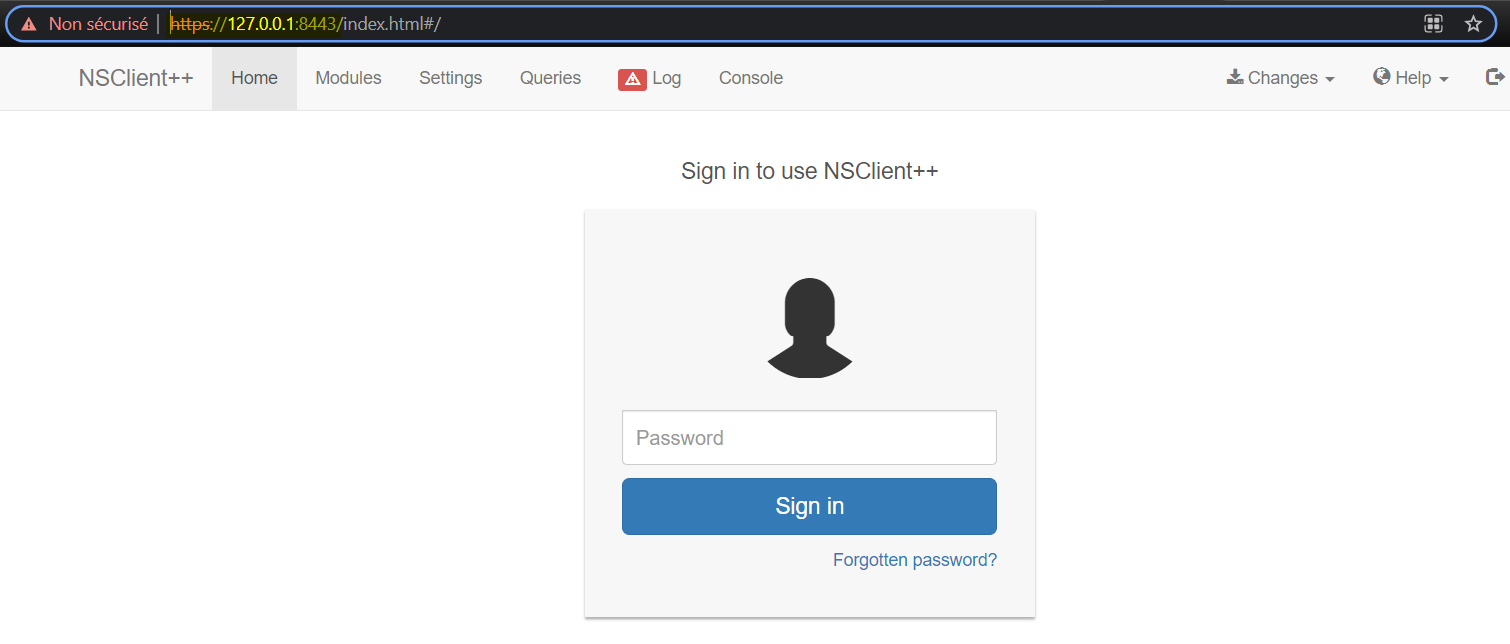 Non sécurisé | https://127.0.0.1:8443/index.html#/
NSClient++ Home Modules Settings Queries Log Console Changes Help
Sign in to use NSClient++
Password
Sign in
Forgotten password?